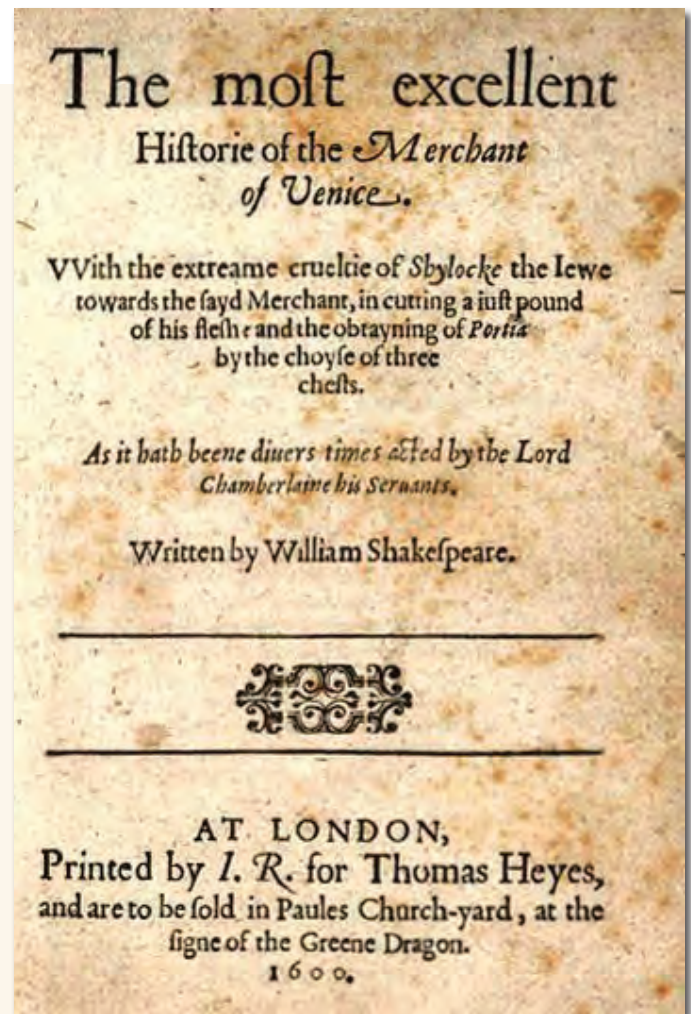 The moſt excellent
Hiſtorie of the Merchant
of Venice.
VVith the extreame crueltie of Shylocke the Iewe
towards the ſayd Merchant, in cutting a iuſt pound
of his fleſhe and the obtayning of Portia
by the choyſe of three
cheſts.
As it hath beene diuers times acted by the Lord
Chamberlaine his Seruants.
Written by William Shakeſpeare.
AT LONDON,
Printed by I. R. for Thomas Heyes,
and are to be ſold in Paules Church-yard, at the
ſigne of the Greene Dragon.
1600.